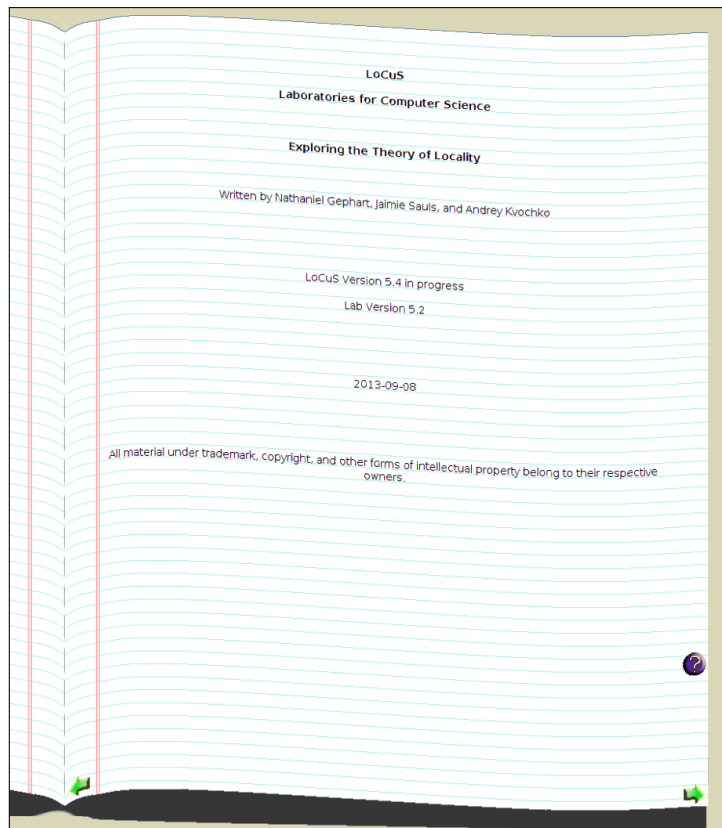 LoCuS
Laboratories for Computer Science
Exploring the Theory of Locality
Written by Nathaniel Gephart, Jaimie Sauls, and Andrey Kvochko
LoCuS Version 5.4 in progress
Lab Version 5.2
2013-09-08
All material under trademark, copyright, and other forms of intellectual property belong to their respective
owners.
?